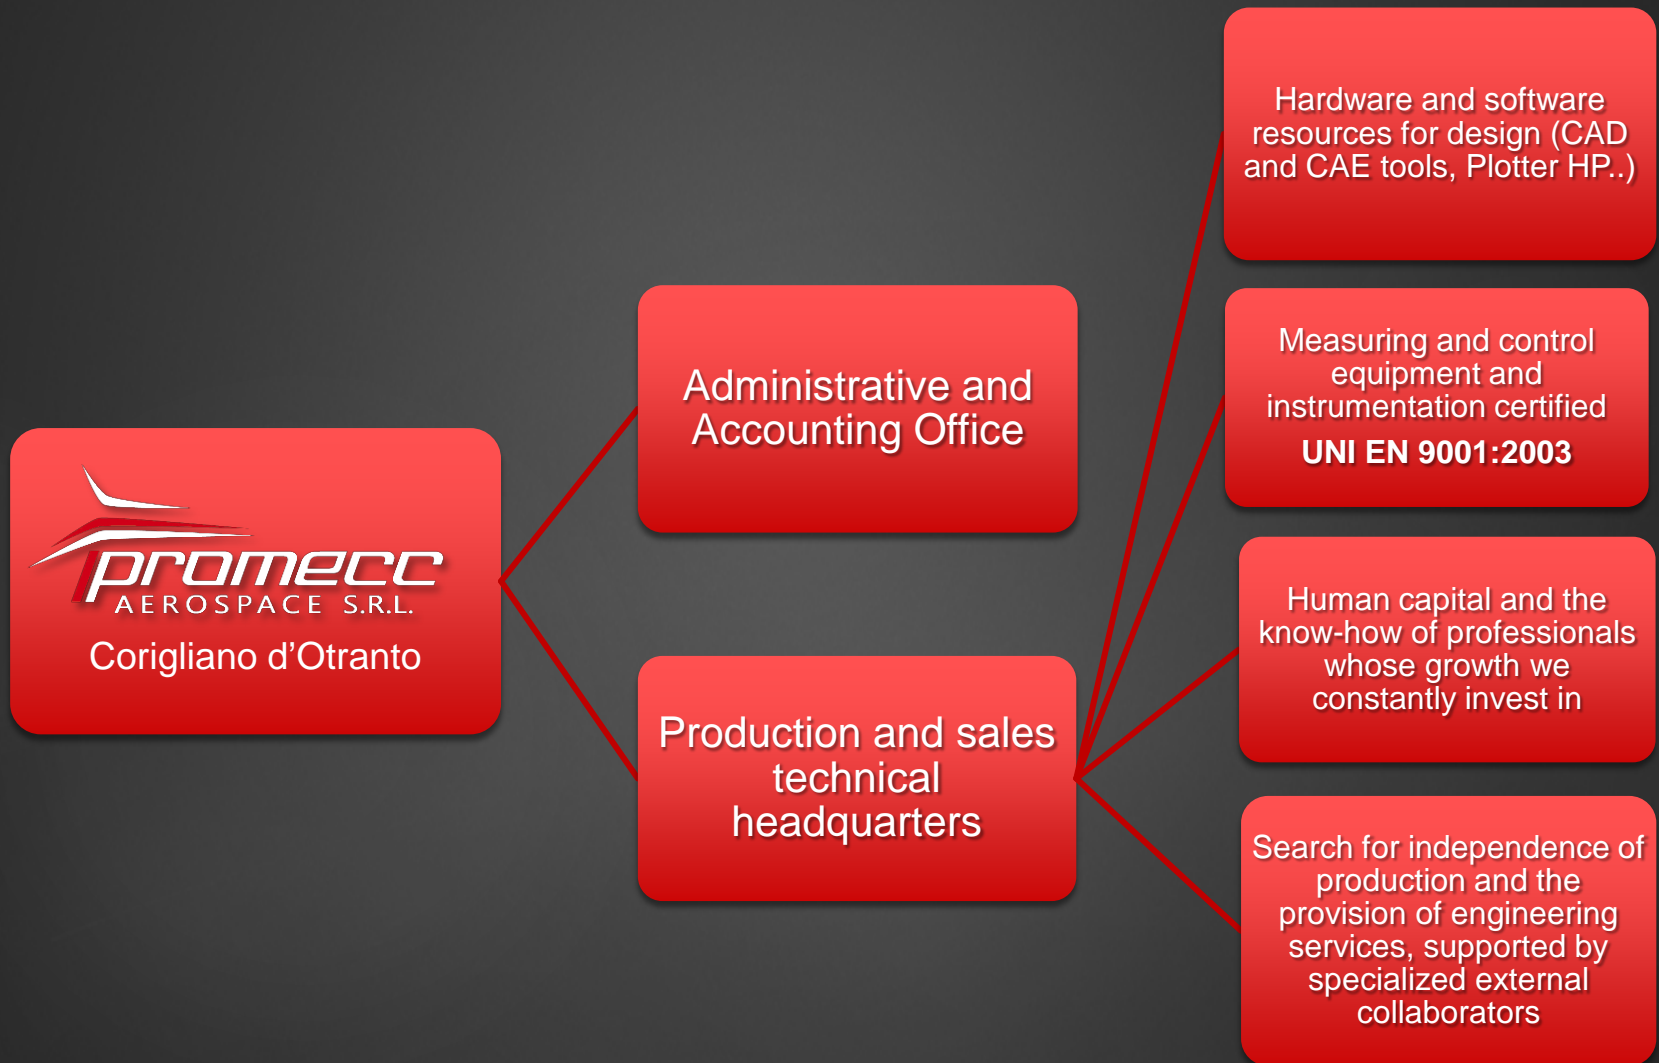 promecc
AEROSPACE S.R.L.
Corigliano d’Otranto
Administrative and
Accounting Office
Production and sales
technical
headquarters
Hardware and software
resources for design (CAD
and CAE tools, Plotter HP..)
Measuring and control
equipment and
instrumentation certified
UNI EN 9001:2003
Human capital and the
know-how of professionals
whose growth we
constantly invest in
Search for independence of
production and the
provision of engineering
services, supported by
specialized external
collaborators